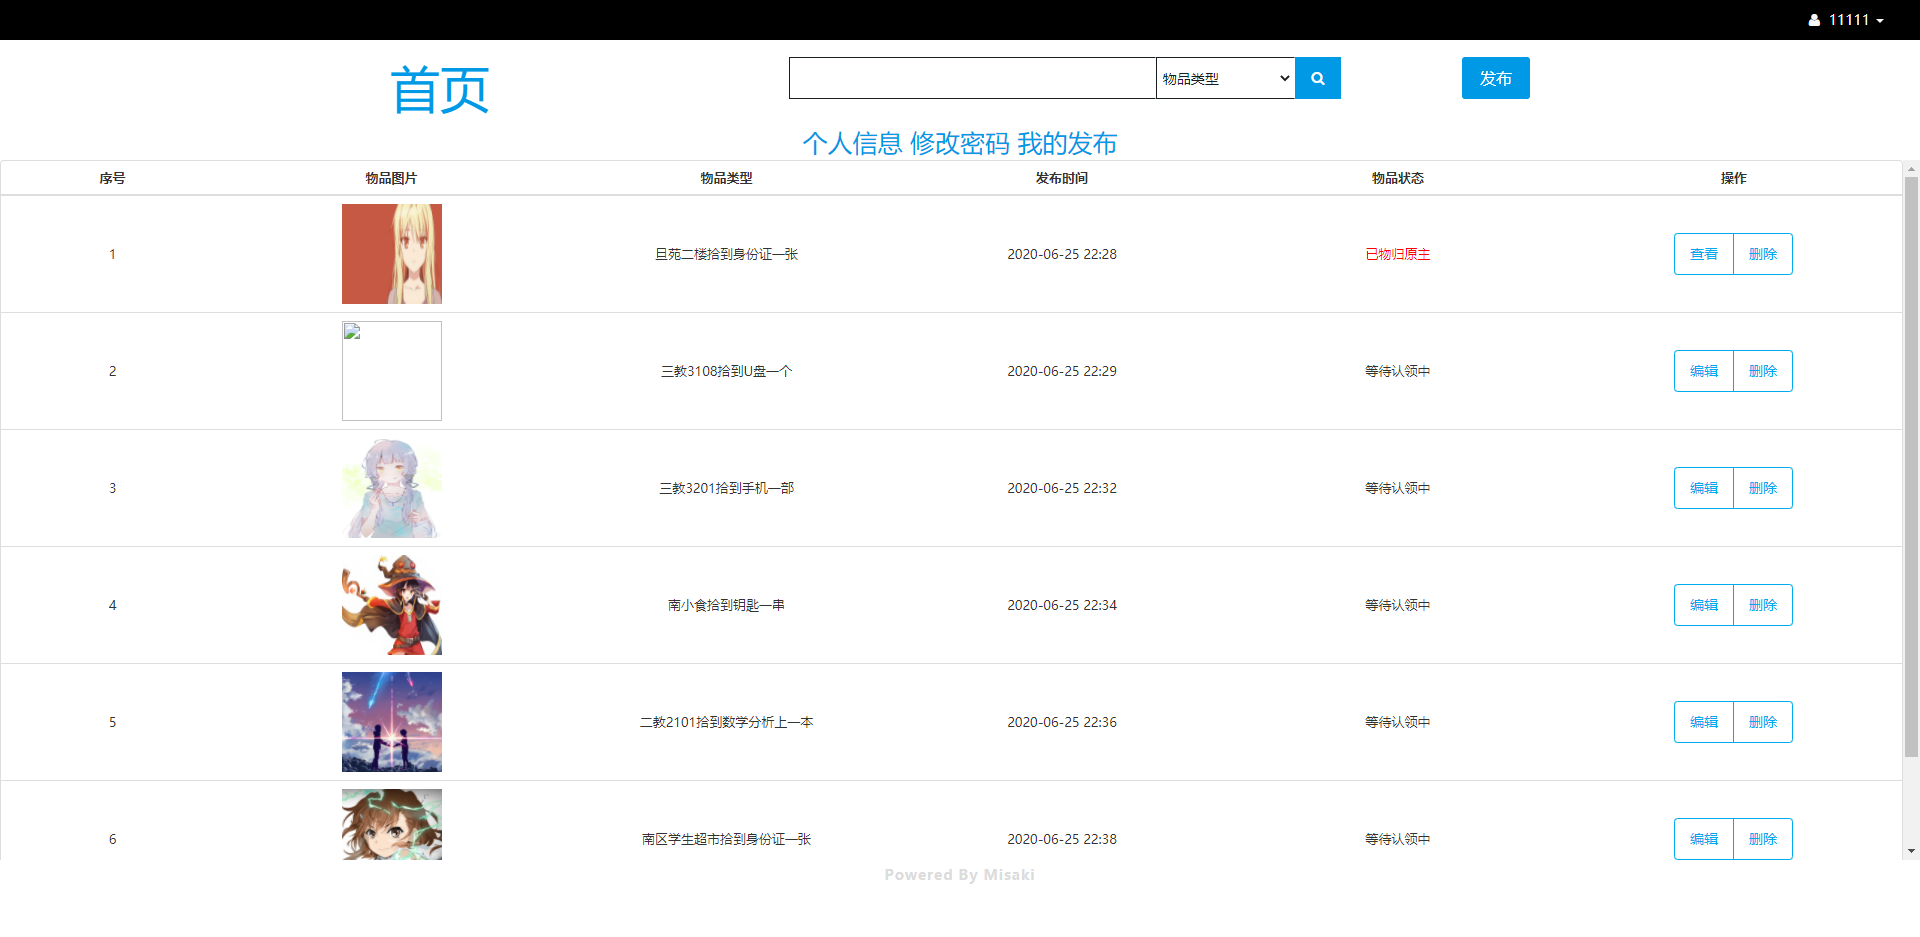 11111
首页
物品类型
发布
个人信息 修改密码 我的发布
序号 物品图片 物品类型 发布时间 物品状态 操作
1 旦苑二楼拾到身份证一张 2020-06-25 22:28 已物归原主 查看 删除
2 三教3108拾到U盘一个 2020-06-25 22:29 等待认领中 编辑 删除
3 三教3201拾到手机一部 2020-06-25 22:32 等待认领中 编辑 删除
4 南小食拾到钥匙一串 2020-06-25 22:34 等待认领中 编辑 删除
5 二教2101拾到数学分析上一本 2020-06-25 22:36 等待认领中 编辑 删除
6 南区学生超市拾到身份证一张 2020-06-25 22:38 等待认领中 编辑 删除
Powered By Misaki